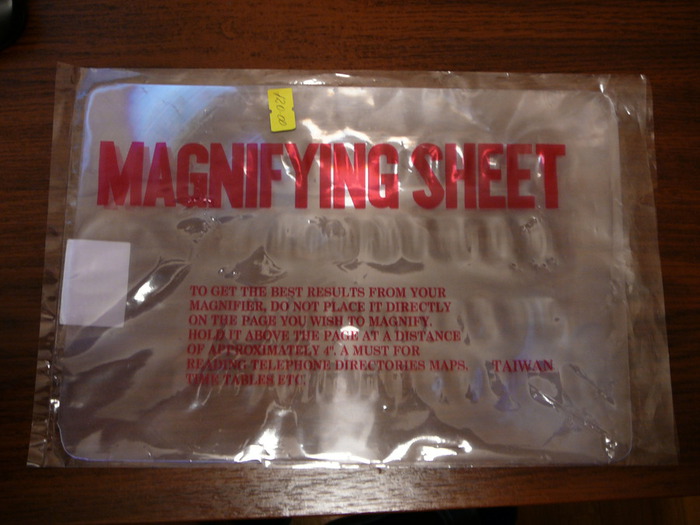 120.00
MAGNIFYING SHEET
TO GET THE BEST RESULTS FROM YOUR
MAGNIFIER, DO NOT PLACE IT DIRECTLY
ON THE PAGE YOU WISH TO MAGNIFY.
HOLD IT ABOVE THE PAGE AT A DISTANCE
OF APPROXIMATELY 4". A MUST FOR
READING TELEPHONE DIRECTORIES MAPS. TAIWAN
TIME TABLES ETC.